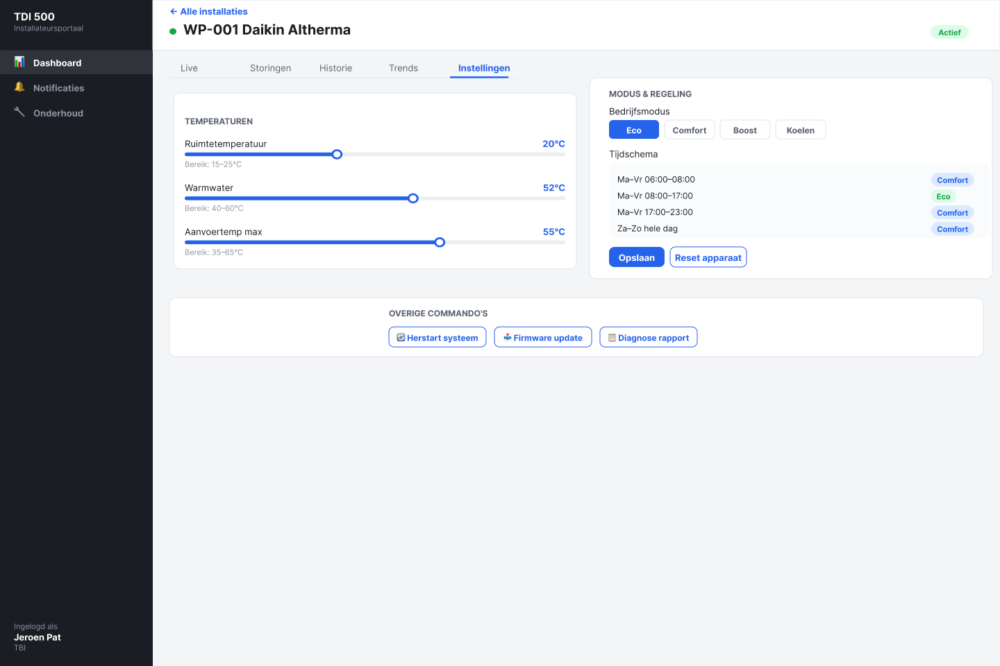 TDI 500
Installateursportaal
Dashboard
Notificaties
Onderhoud
Ingelogd als
Jeroen Pat
TBI
← Alle installaties
WP-001 Daikin Altherma
Actief
Live
Storingen
Historie
Trends
Instellingen
TEMPERATUREN
Ruimtetemperatuur
20°C
Bereik: 15–25°C
Warmwater
52°C
Bereik: 40–60°C
Aanvoertemp max
55°C
Bereik: 35–65°C
MODUS & REGELING
Bedrijfsmodus
Eco
Comfort
Boost
Koelen
Tijdschema
Ma–Vr 06:00–08:00
Comfort
Ma–Vr 08:00–17:00
Eco
Ma–Vr 17:00–23:00
Comfort
Za–Zo hele dag
Comfort
Opslaan
Reset apparaat
OVERIGE COMMANDO'S
Herstart systeem
Firmware update
Diagnose rapport